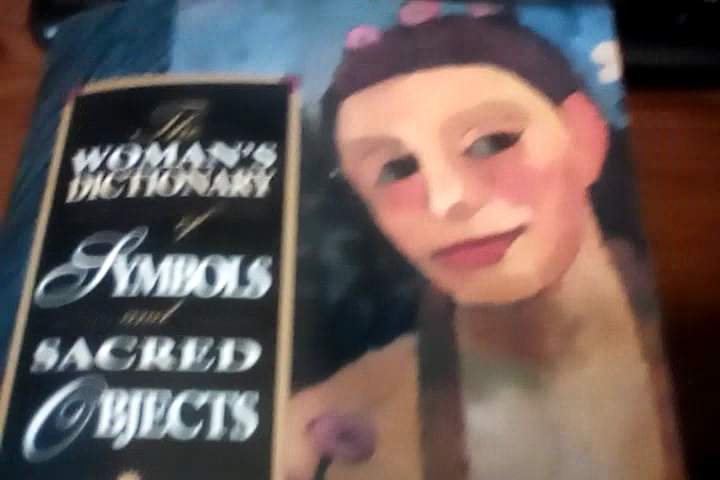 The
WOMAN'S
DICTIONARY
of
SYMBOLS
and
SACRED
OBJECTS